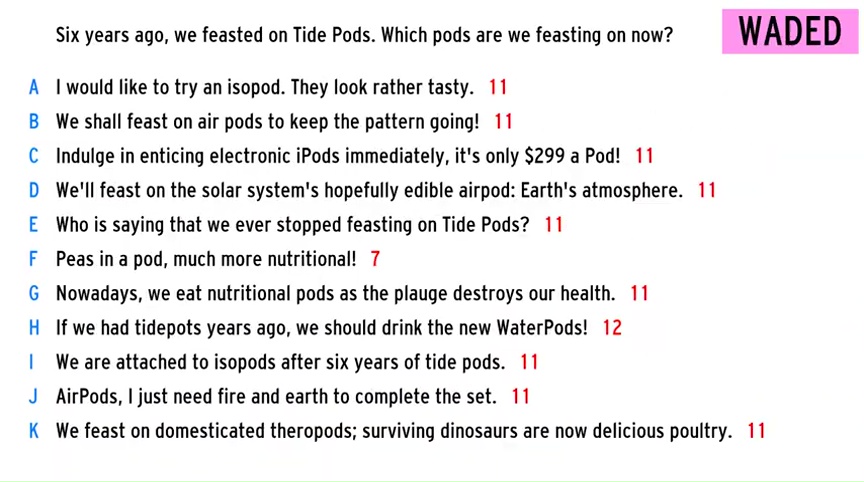 Six years ago, we feasted on Tide Pods. Which pods are we feasting on now?
WADED
A I would like to try an isopod. They look rather tasty. 11
B We shall feast on air pods to keep the pattern going! 11
C Indulge in enticing electronic iPods immediately, it's only $299 a Pod! 11
D We'll feast on the solar system's hopefully edible airpod: Earth's atmosphere. 11
E Who is saying that we ever stopped feasting on Tide Pods? 11
F Peas in a pod, much more nutritional! 7
G Nowadays, we eat nutritional pods as the plauge destroys our health. 11
H If we had tidepots years ago, we should drink the new WaterPods! 12
I We are attached to isopods after six years of tide pods. 11
J AirPods, I just need fire and earth to complete the set. 11
K We feast on domesticated theropods; surviving dinosaurs are now delicious poultry. 11